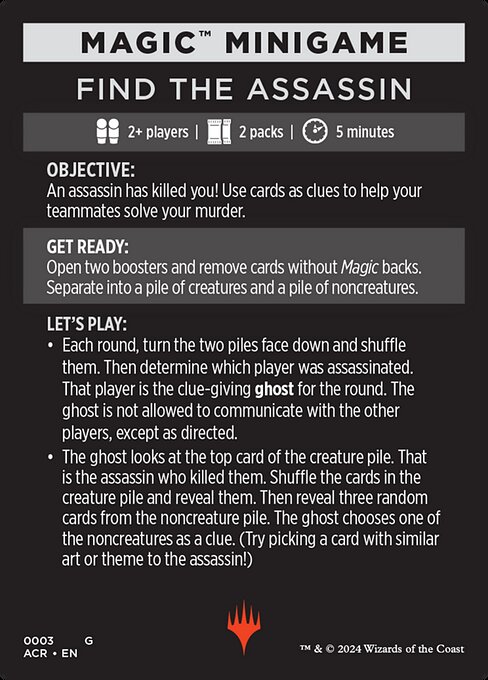 MAGIC™ MINIGAME
FIND THE ASSASSIN
2+ players | 2 packs | 5 minutes
OBJECTIVE:
An assassin has killed you! Use cards as clues to help your
teammates solve your murder.
GET READY:
Open two boosters and remove cards without Magic backs.
Separate into a pile of creatures and a pile of noncreatures.
LET'S PLAY:
• Each round, turn the two piles face down and shuffle
them. Then determine which player was assassinated.
That player is the clue-giving ghost for the round. The
ghost is not allowed to communicate with the other
players, except as directed.
• The ghost looks at the top card of the creature pile. That
is the assassin who killed them. Shuffle the cards in the
creature pile and reveal them. Then reveal three random
cards from the noncreature pile. The ghost chooses one of
the noncreatures as a clue. (Try picking a card with similar
art or theme to the assassin!)
0003 G
ACR • EN
™ & © 2024 Wizards of the Coast